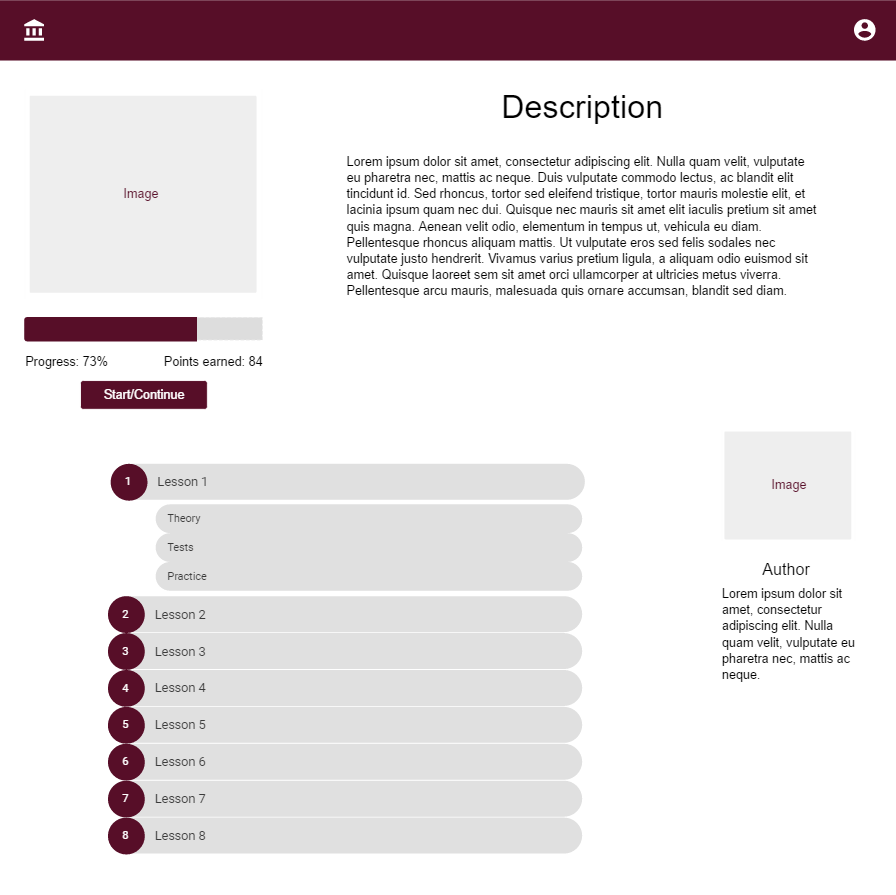 Description
Image
Lorem ipsum dolor sit amet, consectetur adipiscing elit. Nulla quam velit, vulputate
eu pharetra nec, mattis ac neque. Duis vulputate commodo lectus, ac blandit elit
tincidunt id. Sed rhoncus, tortor sed eleifend tristique, tortor mauris molestie elit, et
lacinia ipsum quam nec dui. Quisque nec mauris sit amet elit iaculis pretium sit amet
quis magna. Aenean velit odio, elementum in tempus ut, vehicula eu diam.
Pellentesque rhoncus aliquam mattis. Ut vulputate eros sed felis sodales nec
vulputate justo hendrerit. Vivamus varius pretium ligula, a aliquam odio euismod sit
amet. Quisque laoreet sem sit amet orci ullamcorper at ultricies metus viverra.
Pellentesque arcu mauris, malesuada quis ornare accumsan, blandit sed diam.
Progress: 73%
Points earned: 84
Start/Continue
1 Lesson 1
Theory
Tests
Practice
2 Lesson 2
3 Lesson 3
4 Lesson 4
5 Lesson 5
6 Lesson 6
7 Lesson 7
8 Lesson 8
Image
Author
Lorem ipsum dolor sit
amet, consectetur
adipiscing elit. Nulla
quam velit, vulputate eu
pharetra nec, mattis ac
neque.